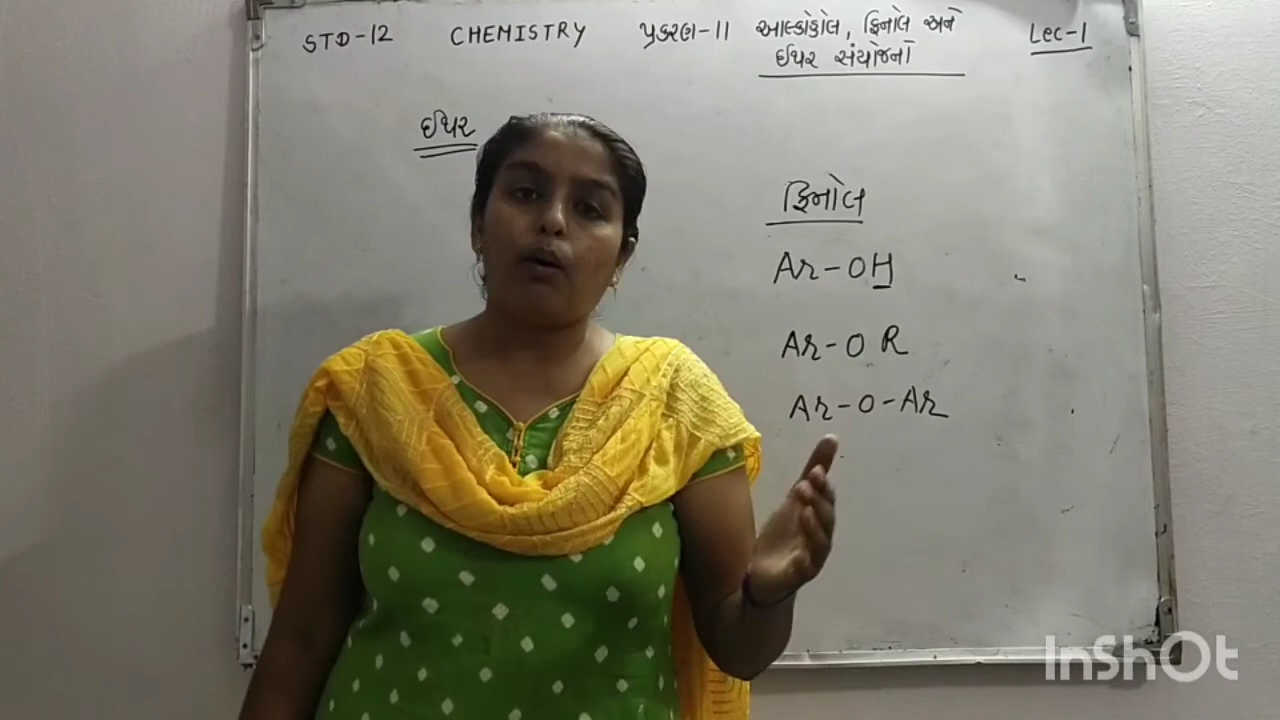 STD-12 CHEMISTRY પ્રકરણ-11 આલ્કોહોલ, ફિનોલ અને Lec-1
ઈથર સંયોજનો
ઈથર
ફિનોલ
Ar-OH
Ar-O R
Ar-O-Ar
InShOt